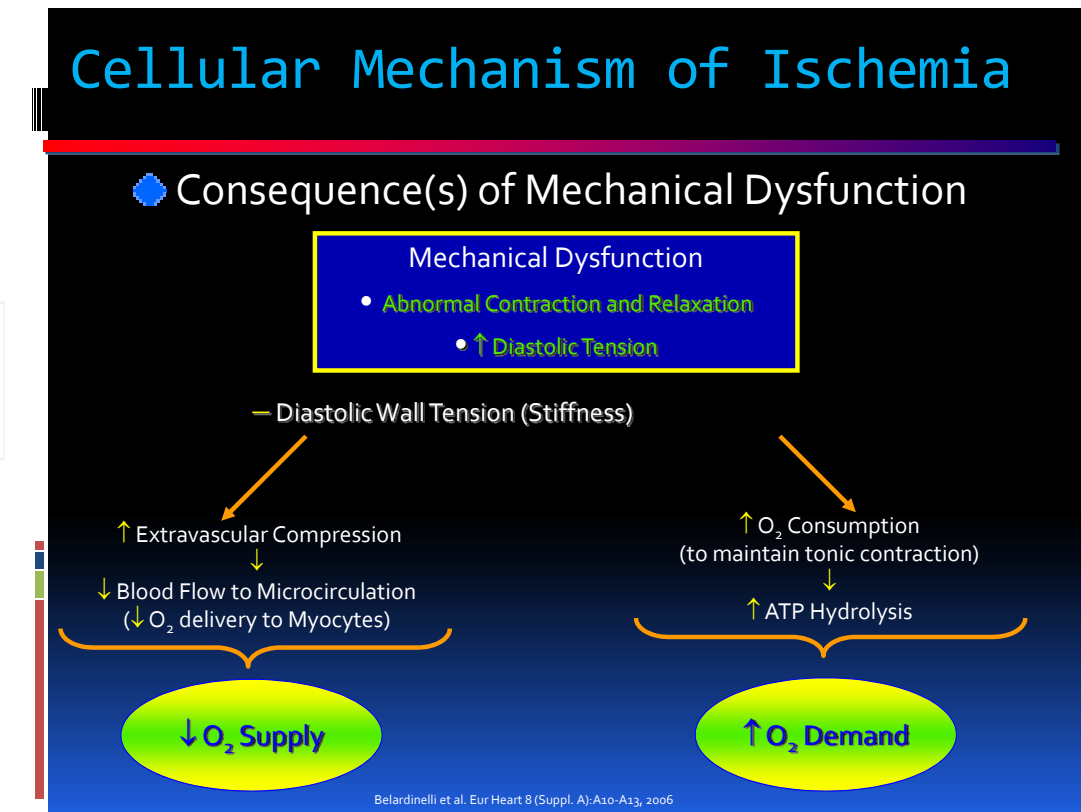 Cellular Mechanism of Ischemia
Consequence(s) of Mechanical Dysfunction
Mechanical Dysfunction
• Abnormal Contraction and Relaxation
• ↑ Diastolic Tension
– Diastolic Wall Tension (Stiffness)
↑ Extravascular Compression
↓
↓ Blood Flow to Microcirculation
(↓ O₂ delivery to Myocytes)
↓ O₂ Supply
↑ O₂ Consumption
(to maintain tonic contraction)
↓
↑ ATP Hydrolysis
↑ O₂ Demand
Belardinelli et al. Eur Heart 8 (Suppl. A):A10-A13, 2006